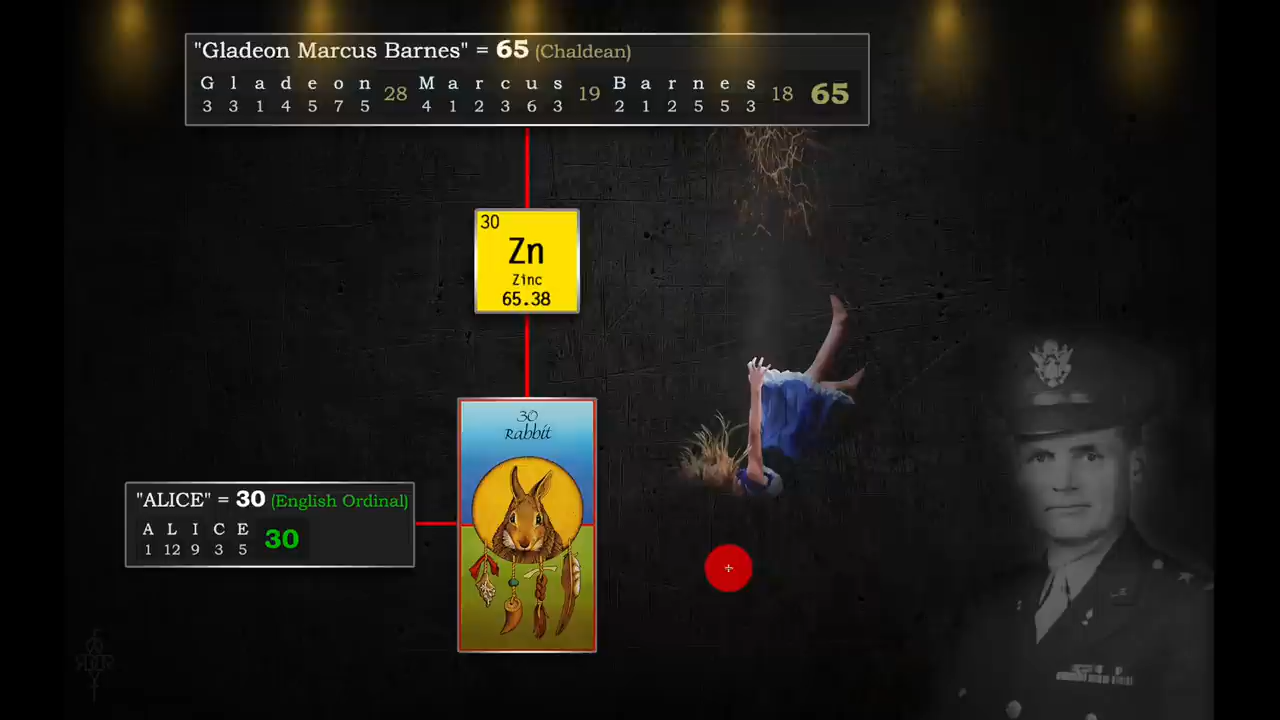 "Gladeon Marcus Barnes" = 65 (Chaldean)
G l a d e o n 28 M a r c u s 19 B a r n e s 18 65
3 3 1 4 5 7 5 4 1 2 3 6 3 2 1 2 5 5 3
30
Zn
Zinc
65.38
30
Rabbit
"ALICE" = 30 (English Ordinal)
A L I C E 30
1 12 9 3 5